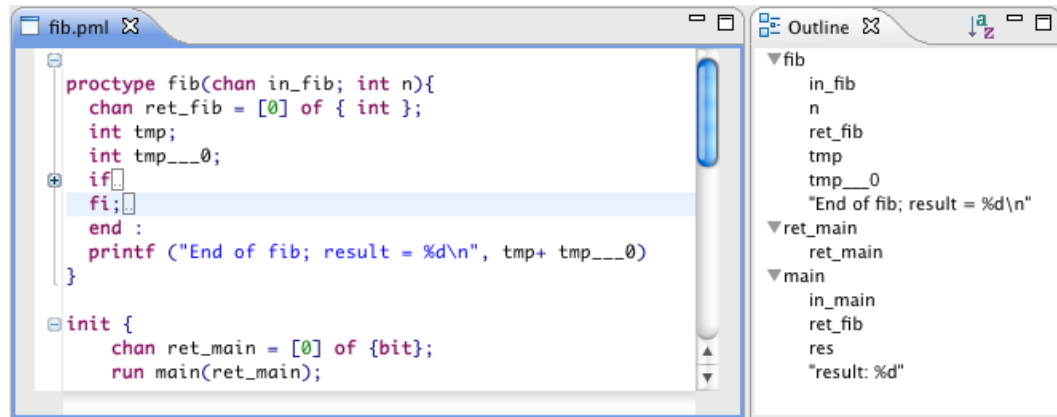 fib.pml
proctype fib(chan in_fib; int n){
chan ret_fib = [0] of { int };
int tmp;
int tmp___0;
if..
fi;..
end :
printf ("End of fib; result = %d\n", tmp+ tmp___0)
}
init {
chan ret_main = [0] of {bit};
run main(ret_main);
Outline
a
z
fib
in_fib
n
ret_fib
tmp
tmp___0
"End of fib; result = %d\n"
ret_main
ret_main
main
in_main
ret_fib
res
"result: %d"